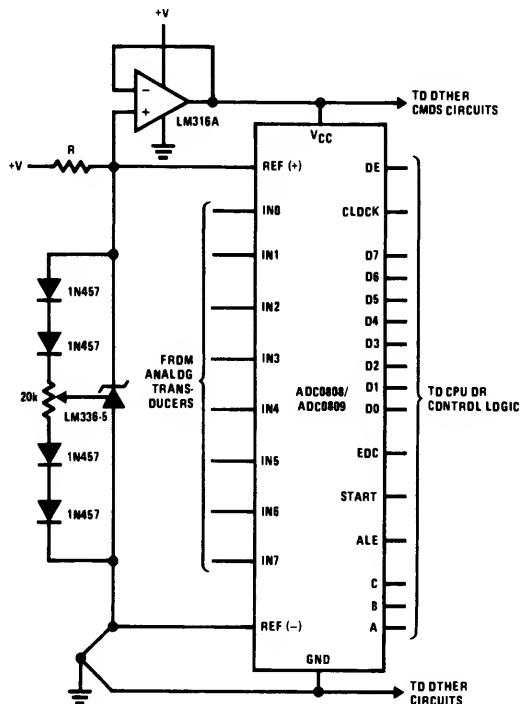 +V
TO OTHER
CMOS CIRCUITS
LM316A
VCC
+V
R
REF (+)
OE
IN0
CLOCK
IN1
D7
1N457
D6
IN2
D5
D4
1N457
FROM
ANALOG
TRANS-
DUCERS
IN3
D3
D2
20k
LM336-5
IN4
ADC0808/
ADC0809
D1
D0
TO CPU OR
CONTROL LOGIC
1N457
IN5
EOC
1N457
IN6
START
IN7
ALE
C
B
REF (−)
A
GND
TO OTHER
CIRCUITS